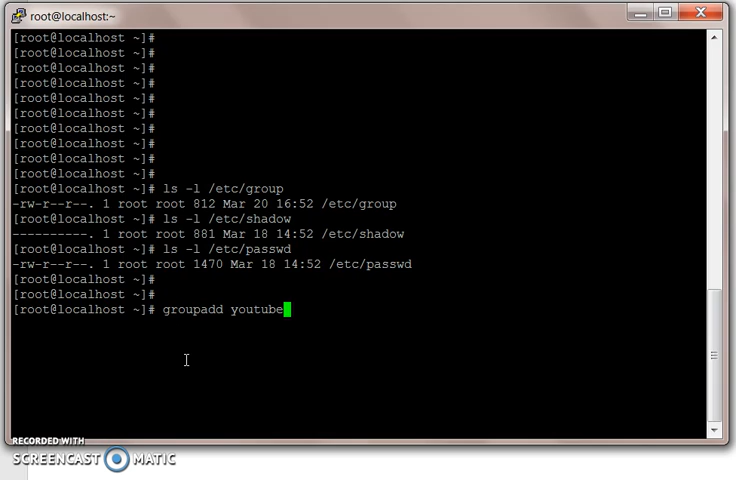 root@localhost:~
[root@localhost ~]#
[root@localhost ~]#
[root@localhost ~]#
[root@localhost ~]#
[root@localhost ~]#
[root@localhost ~]#
[root@localhost ~]#
[root@localhost ~]#
[root@localhost ~]#
[root@localhost ~]#
[root@localhost ~]# ls -l /etc/group
-rw-r--r--. 1 root root 812 Mar 20 16:52 /etc/group
[root@localhost ~]# ls -l /etc/shadow
----------. 1 root root 881 Mar 18 14:52 /etc/shadow
[root@localhost ~]# ls -l /etc/passwd
-rw-r--r--. 1 root root 1470 Mar 18 14:52 /etc/passwd
[root@localhost ~]#
[root@localhost ~]#
[root@localhost ~]# groupadd youtube
RECORDED WITH
SCREENCAST MATIC